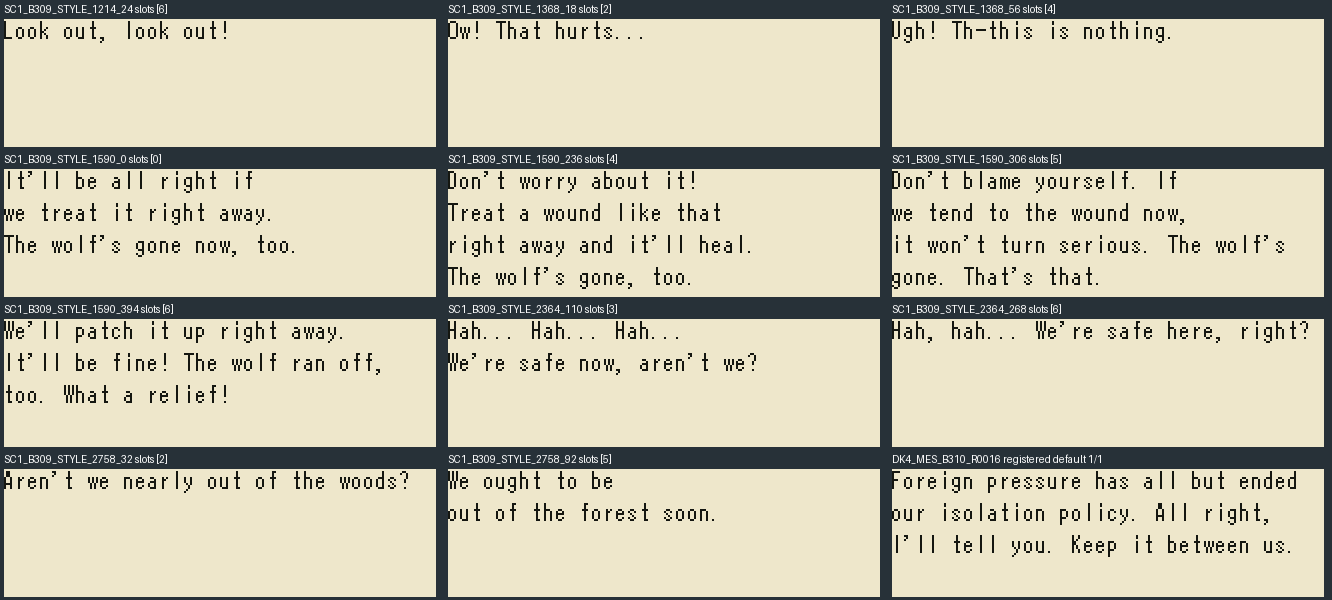 SC1_B309_STYLE_1214_24 slots [6]
Look out, look out!
SC1_B309_STYLE_1368_18 slots [2]
Ow! That hurts...
SC1_B309_STYLE_1368_56 slots [4]
Ugh! Th-this is nothing.
SC1_B309_STYLE_1590_0 slots [0]
It'll be all right if
we treat it right away.
The wolf's gone now, too.
SC1_B309_STYLE_1590_236 slots [4]
Don't worry about it!
Treat a wound like that
right away and it'll heal.
The wolf's gone, too.
SC1_B309_STYLE_1590_306 slots [5]
Don't blame yourself. If
we tend to the wound now,
it won't turn serious. The wolf's
gone. That's that.
SC1_B309_STYLE_1590_394 slots [6]
We'll patch it up right away.
It'll be fine! The wolf ran off,
too. What a relief!
SC1_B309_STYLE_2364_110 slots [3]
Hah... Hah... Hah...
We're safe now, aren't we?
SC1_B309_STYLE_2364_268 slots [6]
Hah, hah... We're safe here, right?
SC1_B309_STYLE_2758_32 slots [2]
Aren't we nearly out of the woods?
SC1_B309_STYLE_2758_92 slots [5]
We ought to be
out of the forest soon.
DK4_MES_B310_R0016 registered default 1/1
Foreign pressure has all but ended
our isolation policy. All right,
I'll tell you. Keep it between us.